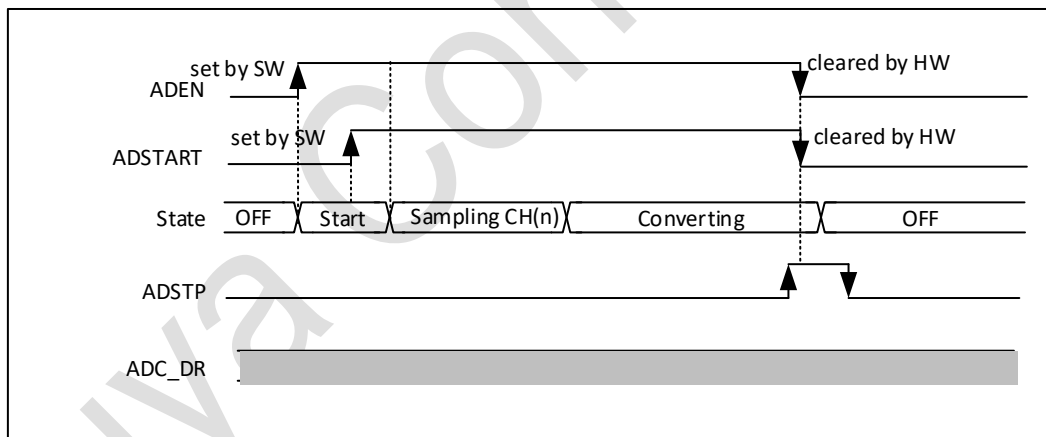 set by SW
cleared by HW
ADEN
set by SW
cleared by HW
ADSTART
State OFF Start Sampling CH(n) Converting OFF
ADSTP
ADC_DR